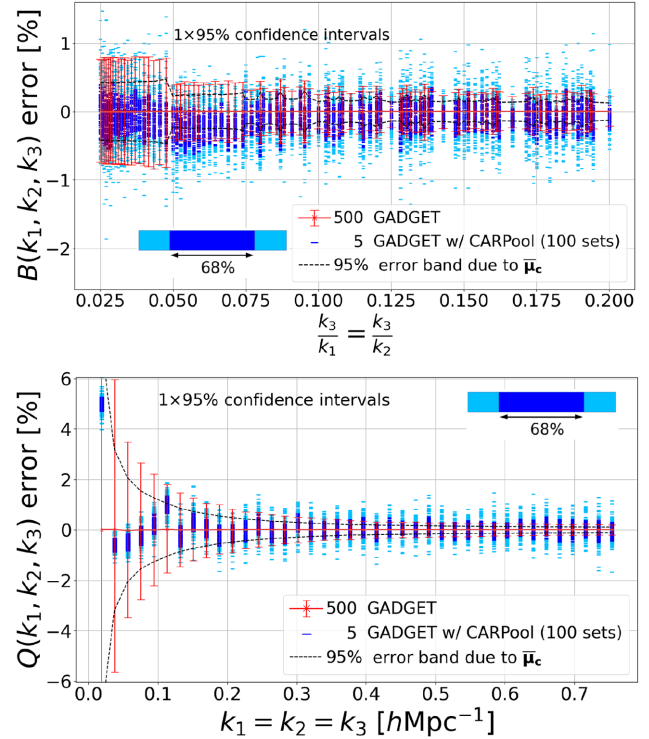 1×95% confidence intervals
B(k₁, k₂, k₃) error [%]
1
0
−1
−2
68%
500 GADGET
5 GADGET w/ CARPool (100 sets)
95% error band due to μ̅_c
0.025 0.050 0.075 0.100 0.125 0.150 0.175 0.200
k₃/k₁ = k₃/k₂
Q(k₁, k₂, k₃) error [%]
6
4
2
0
−2
−4
−6
1×95% confidence intervals
68%
500 GADGET
5 GADGET w/ CARPool (100 sets)
95% error band due to μ̅_c
0.0 0.1 0.2 0.3 0.4 0.5 0.6 0.7
k₁ = k₂ = k₃ [hMpc⁻¹]